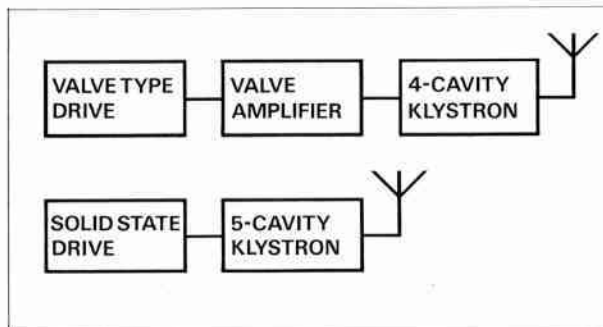 VALVE TYPE
DRIVE
VALVE
AMPLIFIER
4-CAVITY
KLYSTRON
SOLID STATE
DRIVE
5-CAVITY
KLYSTRON